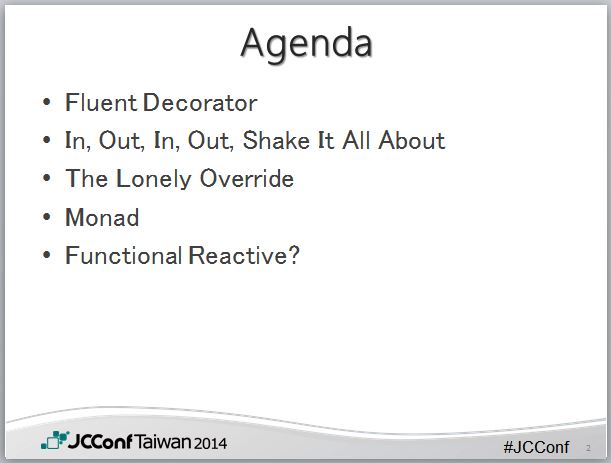 Agenda
• Fluent Decorator
• In, Out, In, Out, Shake It All About
• The Lonely Override
• Monad
• Functional Reactive?
JCConf Taiwan 2014
#JCConf
2